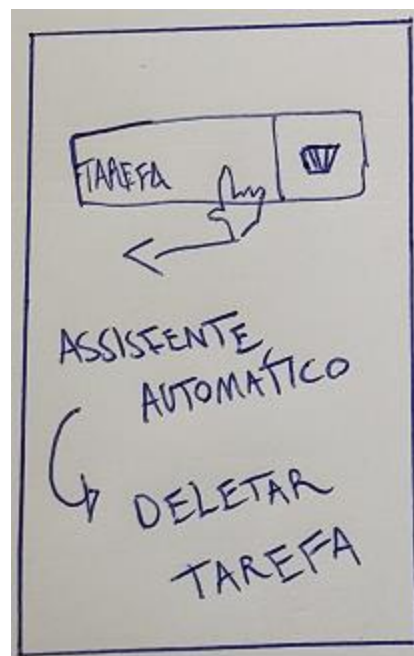 TAREFA
ASSISTENTE
AUTOMÁTICO
DELETAR
TAREFA